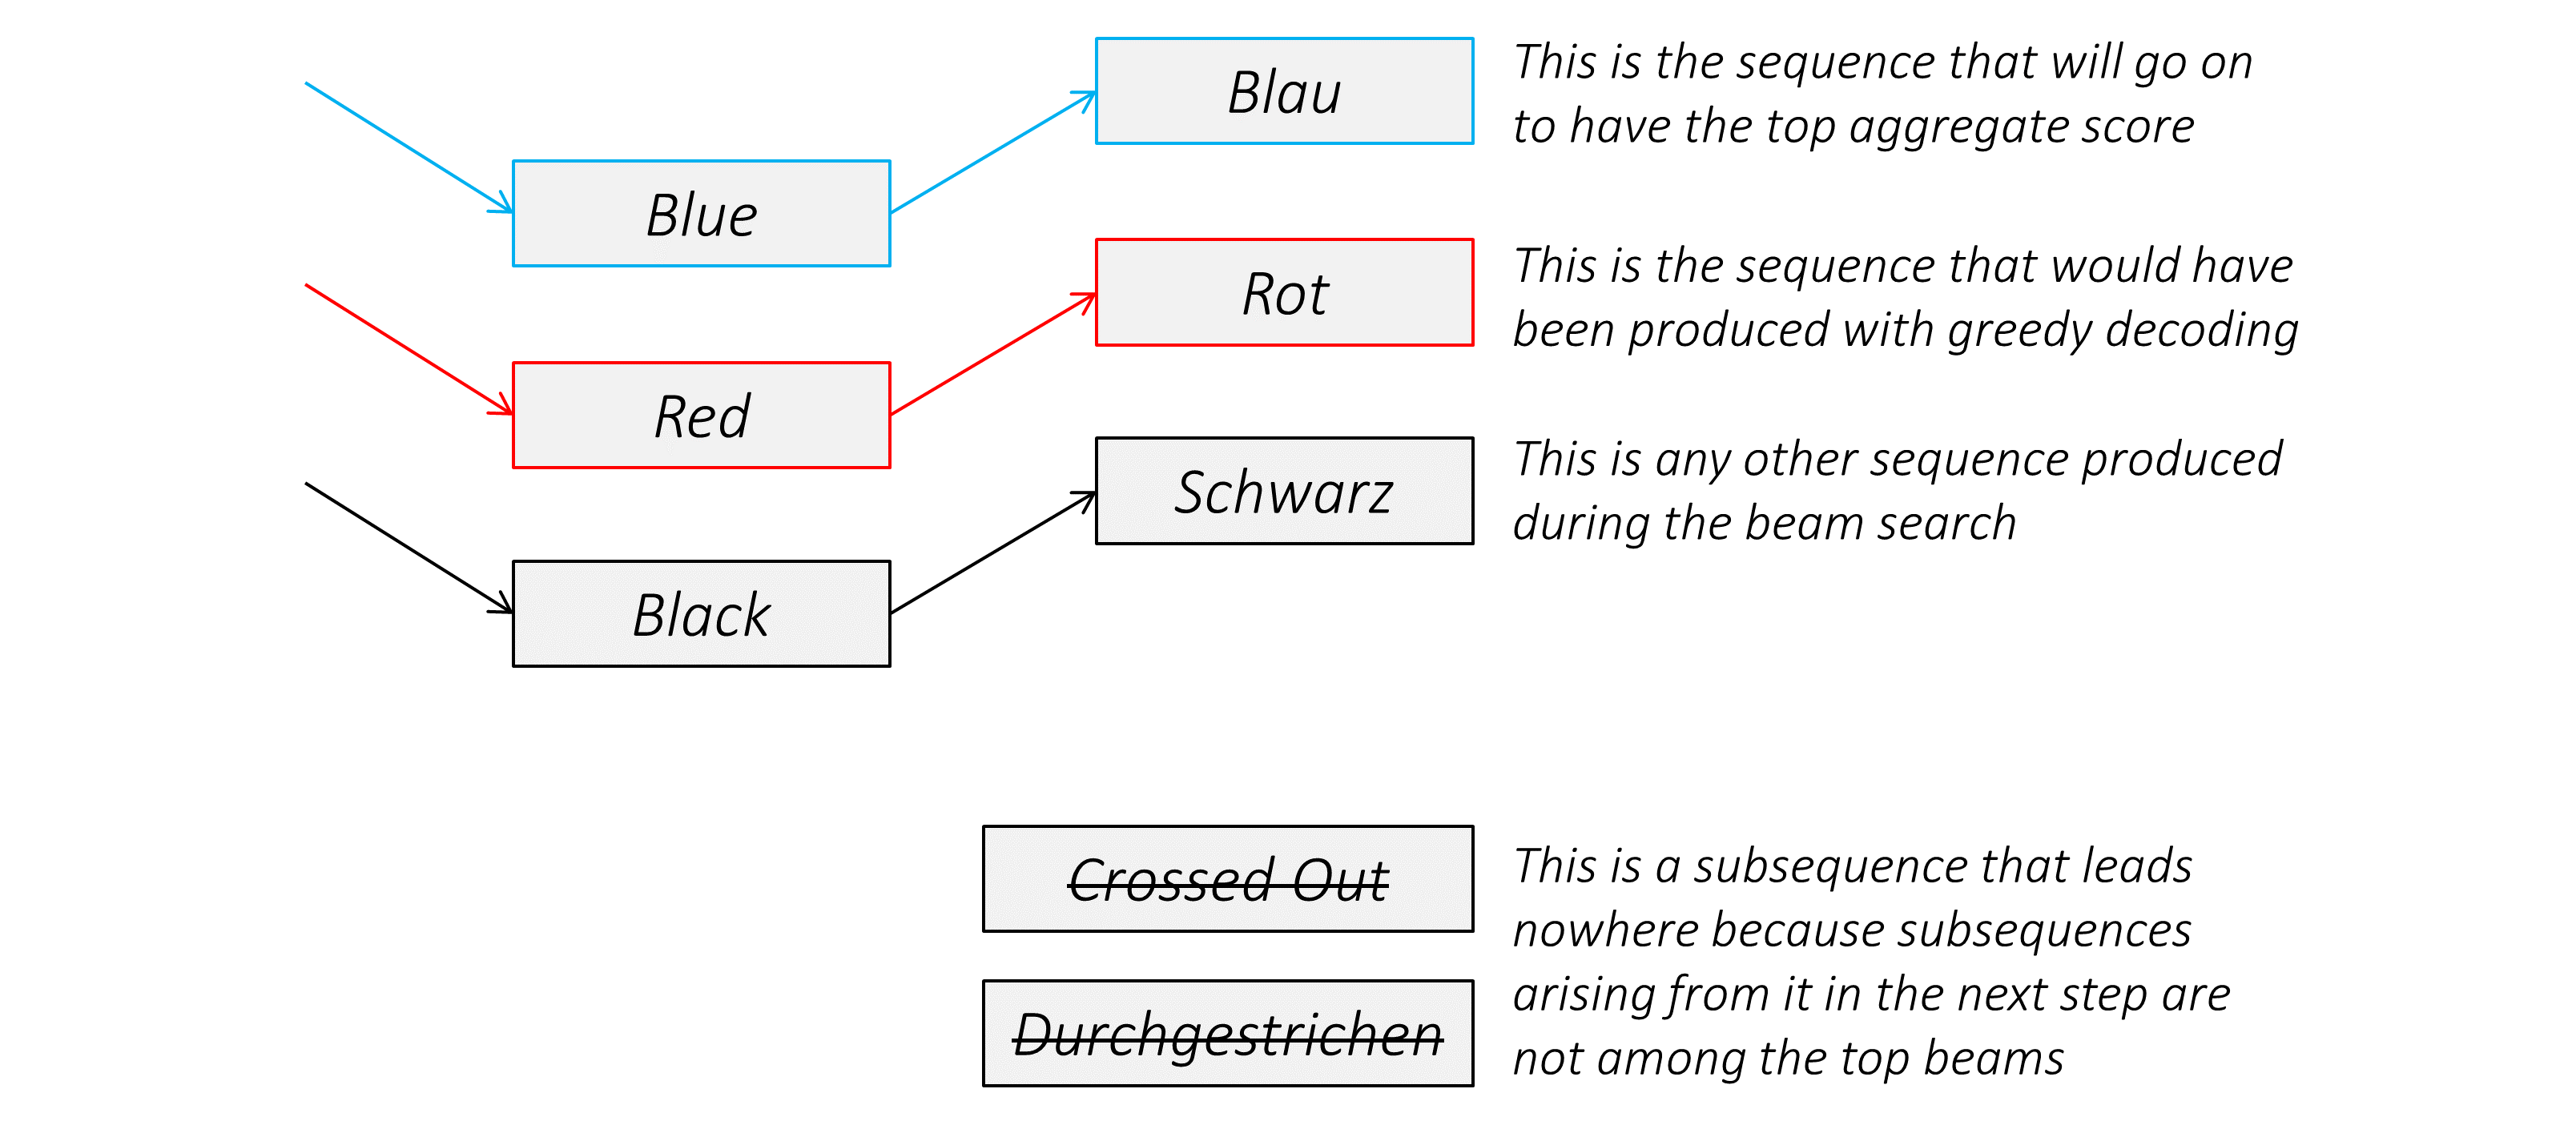 Blau
This is the sequence that will go on
to have the top aggregate score
Blue
Rot
This is the sequence that would have
been produced with greedy decoding
Red
Schwarz
This is any other sequence produced
during the beam search
Black
Crossed Out
Durchgestrichen
This is a subsequence that leads
nowhere because subsequences
arising from it in the next step are
not among the top beams